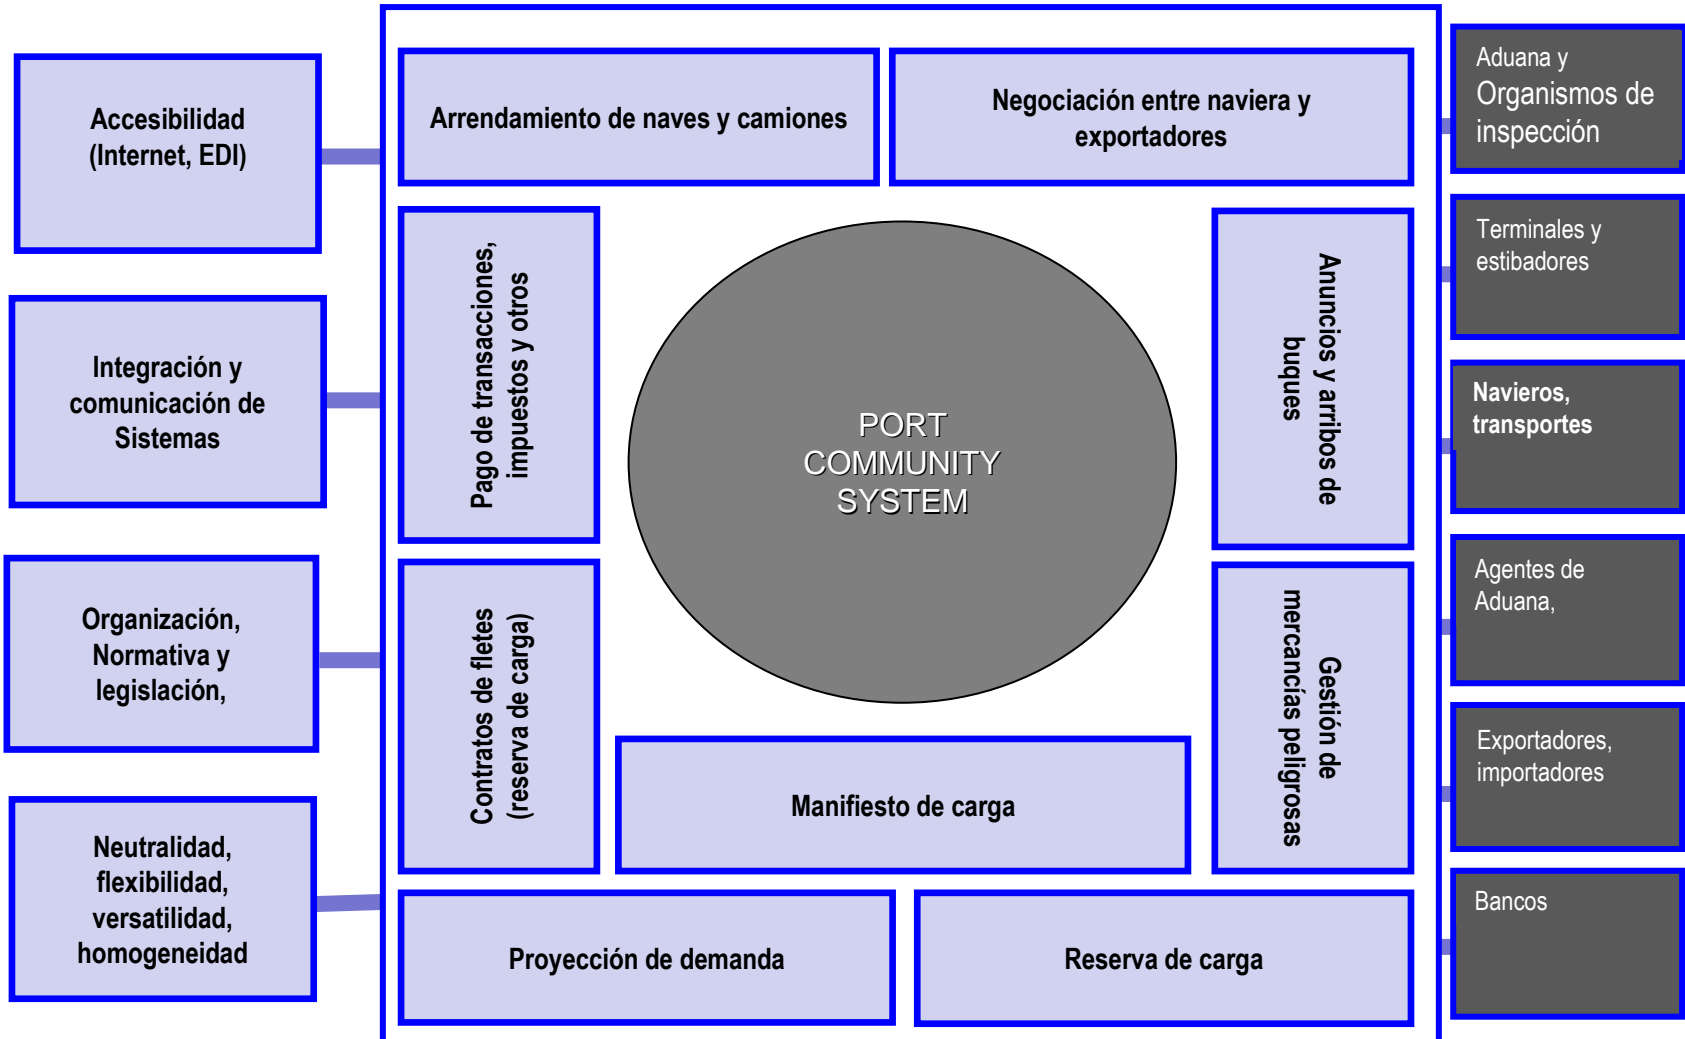 Accesibilidad
(Internet, EDI)
Integración y
comunicación de
Sistemas
Organización,
Normativa y
legislación,
Neutralidad,
flexibilidad,
versatilidad,
homogeneidad
Arrendamiento de naves y camiones
Negociación entre naviera y
exportadores
Pago de transacciones,
impuestos y otros
Contratos de fletes
(reserva de carga)
PORT
COMMUNITY
SYSTEM
Anuncios y arribos de
buques
Gestión de
mercancías peligrosas
Manifiesto de carga
Proyección de demanda
Reserva de carga
Aduana y
Organismos de
inspección
Terminales y
estibadores
Navieros,
transportes
Agentes de
Aduana,
Exportadores,
importadores
Bancos